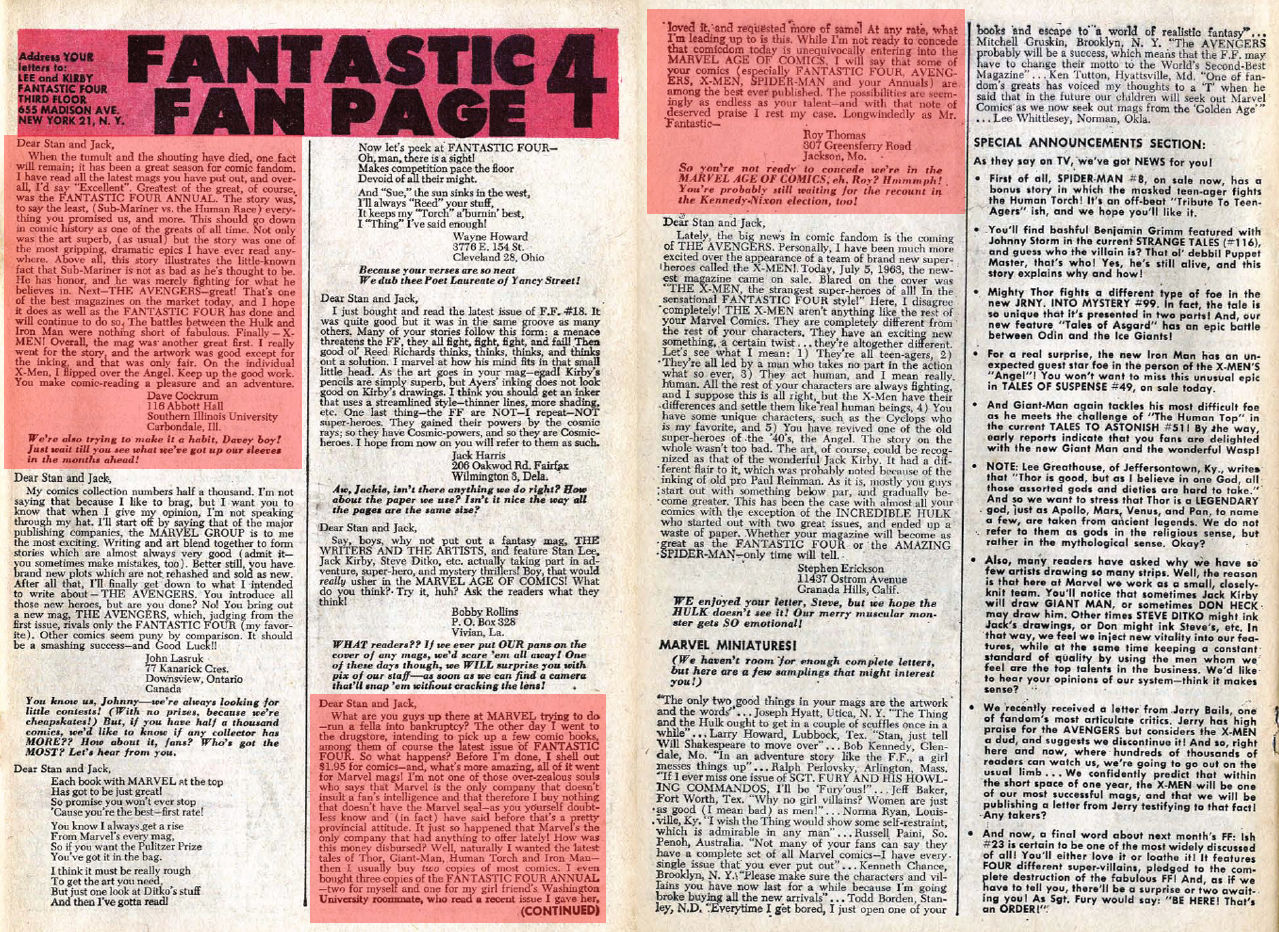 Address YOUR
letters to:
LEE and KIRBY
FANTASTIC FOUR
THIRD FLOOR
655 MADISON AVE.
NEW YORK 21, N. Y.
FANTASTIC 4
FAN PAGE
Dear Stan and Jack,
When the tumult and the shouting have died, one fact
will remain; it has been a great season for comic fandom.
I have read all the latest mags you have put out, and over-
all, I'd say "Excellent". Greatest of the great, of course,
was the FANTASTIC FOUR ANNUAL. The story was,
to say the least, (Sub-Mariner vs. the Human Race) every-
thing you promised us, and more. This should go down
in comic history as one of the greats of all time. Not only
was the art superb, (as usual) but the story was one of
the most gripping, dramatic epics I have ever read any-
where. Above all, this story illustrates the little-known
fact that Sub-Mariner is not as bad as he's thought to be.
He has honor, and he was merely fighting for what he
believes in. Next—THE AVENGERS—great! That's one
of the best magazines on the market today, and I hope
it does as well as the FANTASTIC FOUR has done and
will continue to do so. The battles between the Hulk and
Iron Man were nothing short of fabulous. Finally – X-
MEN! Overall, the mag was another great first. I really
went for the story, and the artwork was good except for
the inking, and that was only fair. On the individual
X-Men, I flipped over the Angel. Keep up the good work.
You make comic-reading a pleasure and an adventure.
Dave Cockrum
116 Abbott Hall
Southern Illinois University
Carbondale, Ill.
We're also trying to make it a habit, Davey boy!
Just wait till you see what we've got up our sleeves
in the months ahead!
Dear Stan and Jack,
My comics collection numbers half a thousand. I'm not
saying that because I like to brag, but I want you to
know that when I give my opinion, I'm not speaking
through my hat. I'll start off by saying that of the major
publishing companies, the MARVEL GROUP is to me
the most exciting. Writing and art blend together to form
stories which are almost always very good (admit it—
you sometimes make mistakes, too). Better still, you have
brand new plots which are not rehashed and sold as new.
After all that, I'll finally get down to what I intended
to write about – THE AVENGERS. You introduce all
those new heroes, but are you done? No! You bring out
a new mag, THE AVENGERS, which, judging from the
first issue, rivals only the FANTASTIC FOUR (my favor-
ite). Other comics seem puny by comparison. It should
be a smashing success—and Good Luck!!
John Lasruk
77 Kanarick Cres.
Downsview, Ontario
Canada
You know us, Johnny—we're always looking for
little contests! (With no prizes, because we're
cheapskates!) But, if you have half a thousand
comics, we'd like to know if any collector has
MORE?? How about it, fans? Who's got the
MOST? Let's hear from you.
Dear Stan and Jack,
Each book with MARVEL at the top
Has got to be just great!
So promise you won't ever stop
'Cause you're the best—first rate!
You know I always get a rise
From Marvel's every mag,
So if you want the Pulitzer Prize
You've got it in the bag.
I think it must be really rough
To get the art you need,
But just one look at Ditko's stuff
And then I've gotta read!
Now let's peek at FANTASTIC FOUR—
Oh, man, there is a sight!
Makes competition pace the floor
Devoid of all their might.
And "Sue," the sun sinks in the west,
I'll always "Reed" your stuff,
It keeps my "Torch" a'burnin' best,
I "Thing" I've said enough!
Wayne Howard
3776 E. 154 St.
Cleveland 28, Ohio
Because your verses are so neat
We dub thee Poet Laureate of Yancy Street!
Dear Stan and Jack,
I just bought and read the latest issue of F.F. #18. It
was quite good but it was in the same groove as many
others. Many of your stories follow this form: a menace
threatens the FF, they all fight, fight, fight, and fail! Then
good ol' Reed Richards thinks, thinks, thinks, and thinks
out a solution. I marvel at how his mind fits in that small
little head. As the art goes in your mag—egad! Kirby's
pencils are simply superb, but Ayers' inking does not look
good on Kirby's drawings. I think you should get an inker
that uses a streamlined style—thinner lines, more shading,
etc. One last thing—the FF are NOT—I repeat—NOT
super-heroes. They gained their powers by the cosmic
rays; so they have Cosmic-powers, and so they are Cosmic-
heroes. I hope from now on you will refer to them as such.
Jack Harris
206 Oakwod Rd. Fairfax
Wilmington 3, Dela.
Aw, Jackie, isn't there anything we do right? How
about the paper we use? Isn't it nice the way all
the pages are the same size?
Dear Stan and Jack,
Say, boys, why not put out a fantasy mag, THE
WRITERS AND THE ARTISTS, and feature Stan Lee,
Jack Kirby, Steve Ditko, etc. actually taking part in ad-
venture, super-hero, and mystery thrillers! Boy, that would
really usher in the MARVEL AGE OF COMICS! What
do you think? Try it, huh? Ask the readers what they
think!
Bobby Rollins
P. O. Box 328
Vivian, La.
WHAT readers?? If we ever put OUR pans on the
cover of any mags, we'd scare 'em all away! One
of these days though, we WILL surprise you with
pix of our staff—as soon as we can find a camera
that'll snap 'em without cracking the lens!
Dear Stan and Jack,
What are you guys up there at MARVEL trying to do
—run a fella into bankruptcy? The other day I went to
the drugstore, intending to pick up a few comic books,
among them of course the latest issue of FANTASTIC
FOUR. So what happens? Before I'm done, I shell out
$1.95 for comics—and, what's more amazing, all of it went
for Marvel mags! I'm not one of those over-zealous souls
who says that Marvel is the only company that doesn't
insult a fan's intelligence and that therefore I buy nothing
that doesn't have the Marvel seal—as you yourself doubt-
less know and (in fact) have said before that's a pretty
provincial attitude. It just so happened that Marvel's the
only company that had anything to offer lately! How was
this money disbursed? Well, naturally I wanted the latest
tales of Thor, Giant-Man, Human Torch and Iron Man—
then I usually buy two copies of most comics. I even
bought three copies of the FANTASTIC FOUR ANNUAL
—two for myself and one for my girl friend's Washington
University roommate, who read a recent issue I gave her,
(CONTINUED)
loved it, and requested more of same! At any rate, what
I'm leading up to is this. While I'm not ready to concede
that comicdom today is unequivocally entering into the
MARVEL AGE OF COMICS, I will say that some of
your comics (especially FANTASTIC FOUR, AVENG-
ERS, X-MEN, SPIDER-MAN and your Annuals) are
among the best ever published. The possibilities are seem-
ingly as endless as your talent—and with that note of
deserved praise I rest my case. Longwindedly as Mr.
Fantastic—
Roy Thomas
307 Greensferry Road
Jackson, Mo.
So you're not ready to concede we're in the
MARVEL AGE OF COMICS, eh, Roy? Hmmmph!
You're probably still waiting for the recount in
the Kennedy-Nixon election, too!
Dear Stan and Jack,
Lately, the big news in comic fandom is the coming
of THE AVENGERS. Personally, I have been much more
excited over the appearance of a team of brand new super-
heroes called the X-MEN! Today, July 5, 1963, the new-
est magazine came on sale. Blared on the cover was
"THE X-MEN, the strangest super-heroes of all! In the
sensational FANTASTIC FOUR style!" Here, I disagree
completely! THE X-MEN aren't anything like the rest of
your Marvel Comics. They are completely different from
the rest of your characters, They have an exciting new
something, a certain twist . . . they're altogether different.
Let's see what I mean: 1) They're all teen-agers, 2)
They're all led by a man who takes no part in the action
what so ever, 3) They act human, and I mean really
human. All the rest of your characters are always fighting,
and I suppose this is all right, but the X-Men have their
differences and settle them like real human beings, 4) You
have some unique characters, such as the Cyclops who
is my favorite, and 5) You have revived one of the old
super-heroes of the '40's, the Angel. The story on the
whole wasn't too bad. The art, of course, could be recog-
nized as that of the wonderful Jack Kirby. It had a dif-
ferent flair to it, which was probably noted because of the
inking of old pro Paul Reinman. As it is, mostly you guys
start out with something below par, and gradually be-
come greater. This has been the case with almost all your
comics with the exception of the INCREDIBLE HULK
who started out with two great issues, and ended up a
waste of paper. Whether your magazine will become as
great as the FANTASTIC FOUR or the AMAZING
SPIDER-MAN—only time will tell.
Stephen Erickson
11437 Ostrom Avenue
Granada Hills, Calif.
WE enjoyed your letter, Steve, but we hope the
HULK doesn't see it! Our merry muscular mon-
ster gets SO emotional!
MARVEL MINIATURES!
(We haven't room for enough complete letters,
but here are a few samplings that might interest
you!)
"The only two good things in your mags are the artwork
and the words" . . . Joseph Hyatt, Utica, N. Y. "The Thing
and the Hulk ought to get in a couple of scuffles once in a
while" . . . Larry Howard, Lubbock, Tex. "Stan, just tell
Will Shakespeare to move over" . . . Bob Kennedy, Glen-
dale, Mo. "In an adventure story like the F.F., a girl
messes things up" . . . Ralph Perlovsky, Arlington, Mass.
"If I ever miss one issue of SGT. FURY AND HIS HOWL-
ING COMMANDOS, I'll be 'Fury'ous!" . . . Jeff Baker,
Fort Worth, Tex. "Why no girl villains? Women are just
as good (I mean bad) as men!" . . . Norma Ryan, Louis-
ville, Ky. "I wish the Thing would show some self-restraint,
which is admirable in any man" . . . Russell Paini, So.
Penoh, Australia. "Not many of your fans can say they
have a complete set of all Marvel comics—I have every
single issue that you ever put out" . . . Kenneth Chance,
Brooklyn, N. Y. "Please make sure the characters and vil-
lains you have now last for a while because I'm going
broke buying all the new arrivals" . . . Todd Borden, Stan-
ley, N.D. "Everytime I get bored, I just open one of your
books and escape to a world of realistic fantasy" . . .
Mitchell Gruskin, Brooklyn, N. Y. "The AVENGERS
probably will be a success, which means that the F.F. may
have to change their motto to the World's Second-Best
Magazine" . . . Ken Tutton, Hyattsville, Md. "One of fan-
dom's greats has voiced my thoughts to a 'T' when he
said that in the future our children will seek out Marvel
Comics as we now seek out mags from the 'Golden Age'"
. . . Lee Whittlesey, Norman, Okla.
SPECIAL ANNOUNCEMENTS SECTION:
As they say on TV, we've got NEWS for you!
• First of all, SPIDER-MAN #8, on sale now, has a
bonus story in which the masked teen-ager fights
the Human Torch! It's an off-beat "Tribute To Teen-
Agers" ish, and we hope you'll like it.
• You'll find bashful Benjamin Grimm featured with
Johnny Storm in the current STRANGE TALES (#116),
and guess who the villain is? That ol' debbil Puppet
Master, that's who! Yes, he's still alive, and this
story explains why and how!
• Mighty Thor fights a different type of foe in the
new JRNY. INTO MYSTERY #99. In fact, the tale is
so unique that it's presented in two parts! And, our
new feature "Tales of Asgard" has an epic battle
between Odin and the Ice Giants!
• For a real surprise, the new Iron Man has an un-
expected guest star foe in the person of the X-MEN'S
"Angel"! You won't want to miss this unusual epic
in TALES OF SUSPENSE #49, on sale today.
• And Giant-Man again tackles his most difficult foe
as he meets the challenge of "The Human Top" in
the current TALES TO ASTONISH #51! By the way,
early reports indicate that you fans are delighted
with the new Giant Man and the wonderful Wasp!
• NOTE: Lee Greathouse, of Jeffersontown, Ky., writes
that "Thor is good, but as I believe in one God, all
those assorted gods and dieties are hard to take."
And so we want to stress that Thor is a LEGENDARY
god, just as Apollo, Mars, Venus, and Pan, to name
a few, are taken from ancient legends. We do not
refer to them as gods in the religious sense, but
rather in the mythological sense. Okay?
• Also, many readers have asked why we have so
few artists drawing so many strips. Well, the reason
is that here at Marvel we work as a small, closely-
knit team. You'll notice that sometimes Jack Kirby
will draw GIANT MAN, or sometimes DON HECK
may draw him. Other times STEVE DITKO might ink
Jack's drawings, or Don might ink Steve's, etc. In
that way, we feel we inject new vitality into our fea-
tures, while at the same time keeping a constant
standard of quality by using the men whom we
feel are the top talents in the business. We'd like
to hear your opinions of our system—think it makes
sense?
• We recently received a letter from Jerry Bails, one
of fandom's most articulate critics. Jerry has high
praise for the AVENGERS but considers the X-MEN
a dud, and suggests we discontinue it! And so, right
here and now, where hundreds of thousands of
readers can watch us, we're going to go out on the
usual limb . . . We confidently predict that within
the short space of one year, the X-MEN will be one
of our most successful mags, and that we will be
publishing a letter from Jerry testifying to that fact!
Any takers?
• And now, a final word about next month's FF: Ish
#23 is certain to be one of the most widely discussed
of all! You'll either love it or loathe it! It features
FOUR different super-villains, pledged to the com-
plete destruction of the fabulous FF! And, as if we
have to tell you, there'll be a surprise or two await-
ing you! As Sgt. Fury would say: "BE HERE! That's
an ORDER!"